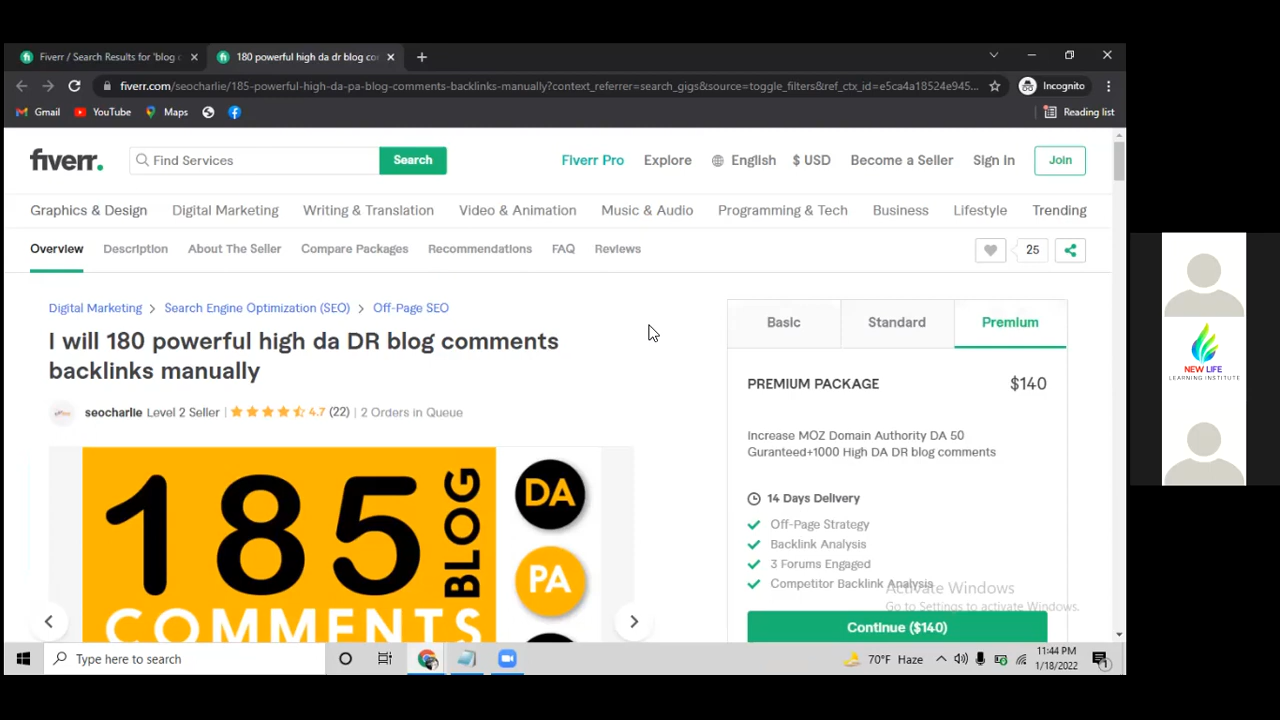 Fiverr / Search Results for 'blog c
180 powerful high da dr blog co
fiverr.com/seocharlie/185-powerful-high-da-pa-blog-comments-backlinks-manually?context_referrer=search_gigs&source=toggle_filters&ref_ctx_id=e5ca4a18524e945...
Incognito
Gmail
YouTube
Maps
Reading list
fiverr.
Find Services
Search
Fiverr Pro
Explore
English
$ USD
Become a Seller
Sign In
Join
Graphics & Design
Digital Marketing
Writing & Translation
Video & Animation
Music & Audio
Programming & Tech
Business
Lifestyle
Trending
Overview
Description
About The Seller
Compare Packages
Recommendations
FAQ
Reviews
25
Digital Marketing > Search Engine Optimization (SEO) > Off-Page SEO
I will 180 powerful high da DR blog comments
backlinks manually
seocharlie Level 2 Seller | 4.7 (22) | 2 Orders in Queue
185
BLOG
COMMENTS
DA
PA
Basic
Standard
Premium
PREMIUM PACKAGE
$140
Increase MOZ Domain Authority DA 50
Guranteed+1000 High DA DR blog comments
14 Days Delivery
Off-Page Strategy
Backlink Analysis
3 Forums Engaged
Competitor Backlink Analysis
Activate Windows
Go to Settings to activate Windows.
Continue ($140)
NEW LIFE
LEARNING INSTITUTE
Type here to search
70°F Haze
11:44 PM
1/18/2022
1